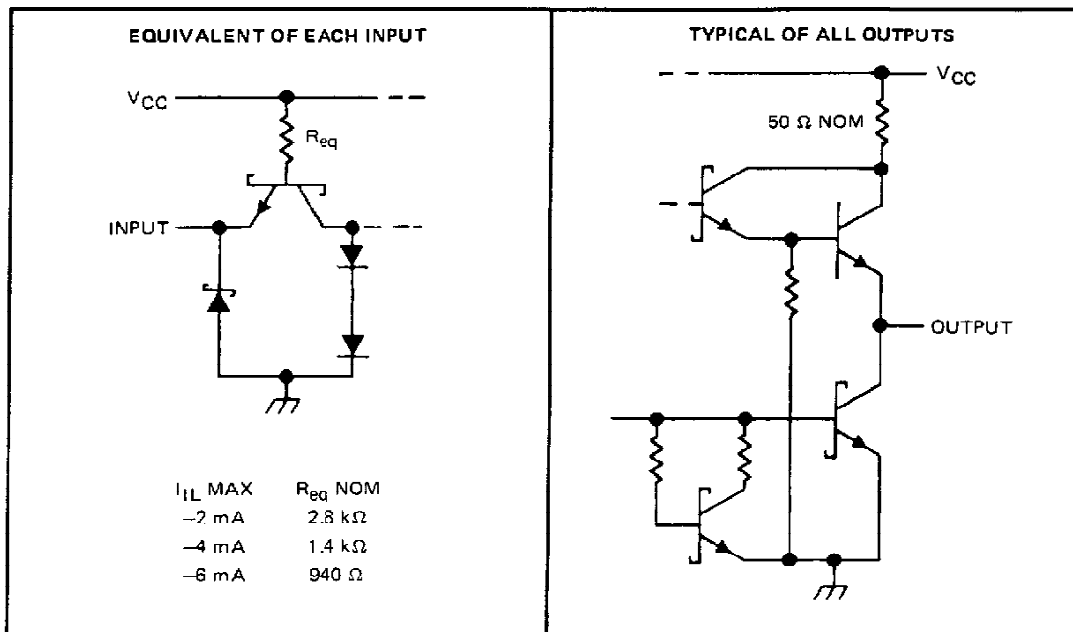 EQUIVALENT OF EACH INPUT
VCC
Req
INPUT
IIL MAX Req NOM
−2 mA 2.8 kΩ
−4 mA 1.4 kΩ
−6 mA 940 Ω
TYPICAL OF ALL OUTPUTS
VCC
50 Ω NOM
OUTPUT